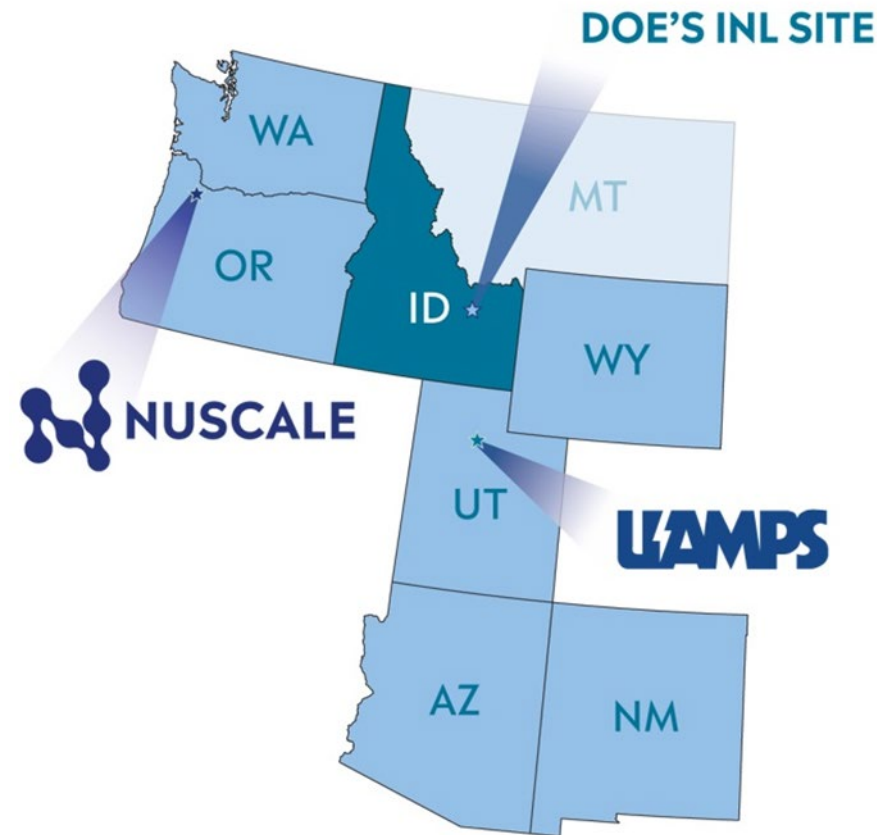 DOE'S INL SITE
WA
MT
OR
ID
WY
NUSCALE
UT
UAMPS
AZ
NM